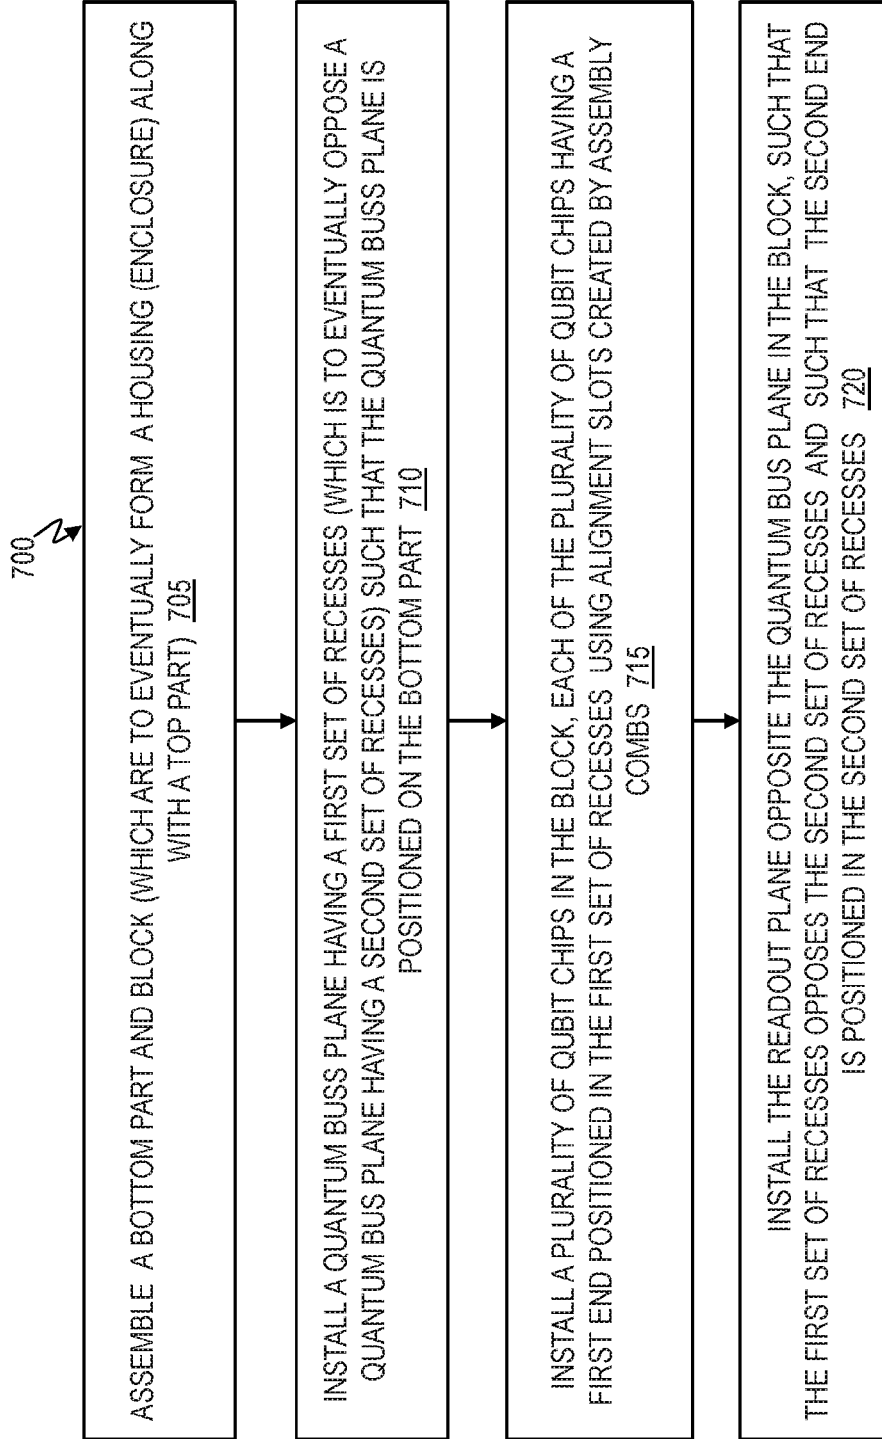 700
ASSEMBLE A BOTTOM PART AND BLOCK (WHICH ARE TO EVENTUALLY FORM A HOUSING (ENCLOSURE) ALONG
WITH A TOP PART) 705
INSTALL A QUANTUM BUSS PLANE HAVING A FIRST SET OF RECESSES (WHICH IS TO EVENTUALLY OPPOSE A
QUANTUM BUS PLANE HAVING A SECOND SET OF RECESSES) SUCH THAT THE QUANTUM BUSS PLANE IS
POSITIONED ON THE BOTTOM PART 710
INSTALL A PLURALITY OF QUBIT CHIPS IN THE BLOCK, EACH OF THE PLURALITY OF QUBIT CHIPS HAVING A
FIRST END POSITIONED IN THE FIRST SET OF RECESSES USING ALIGNMENT SLOTS CREATED BY ASSEMBLY
COMBS 715
INSTALL THE READOUT PLANE OPPOSITE THE QUANTUM BUS PLANE IN THE BLOCK, SUCH THAT
THE FIRST SET OF RECESSES OPPOSES THE SECOND SET OF RECESSES AND SUCH THAT THE SECOND END
IS POSITIONED IN THE SECOND SET OF RECESSES 720